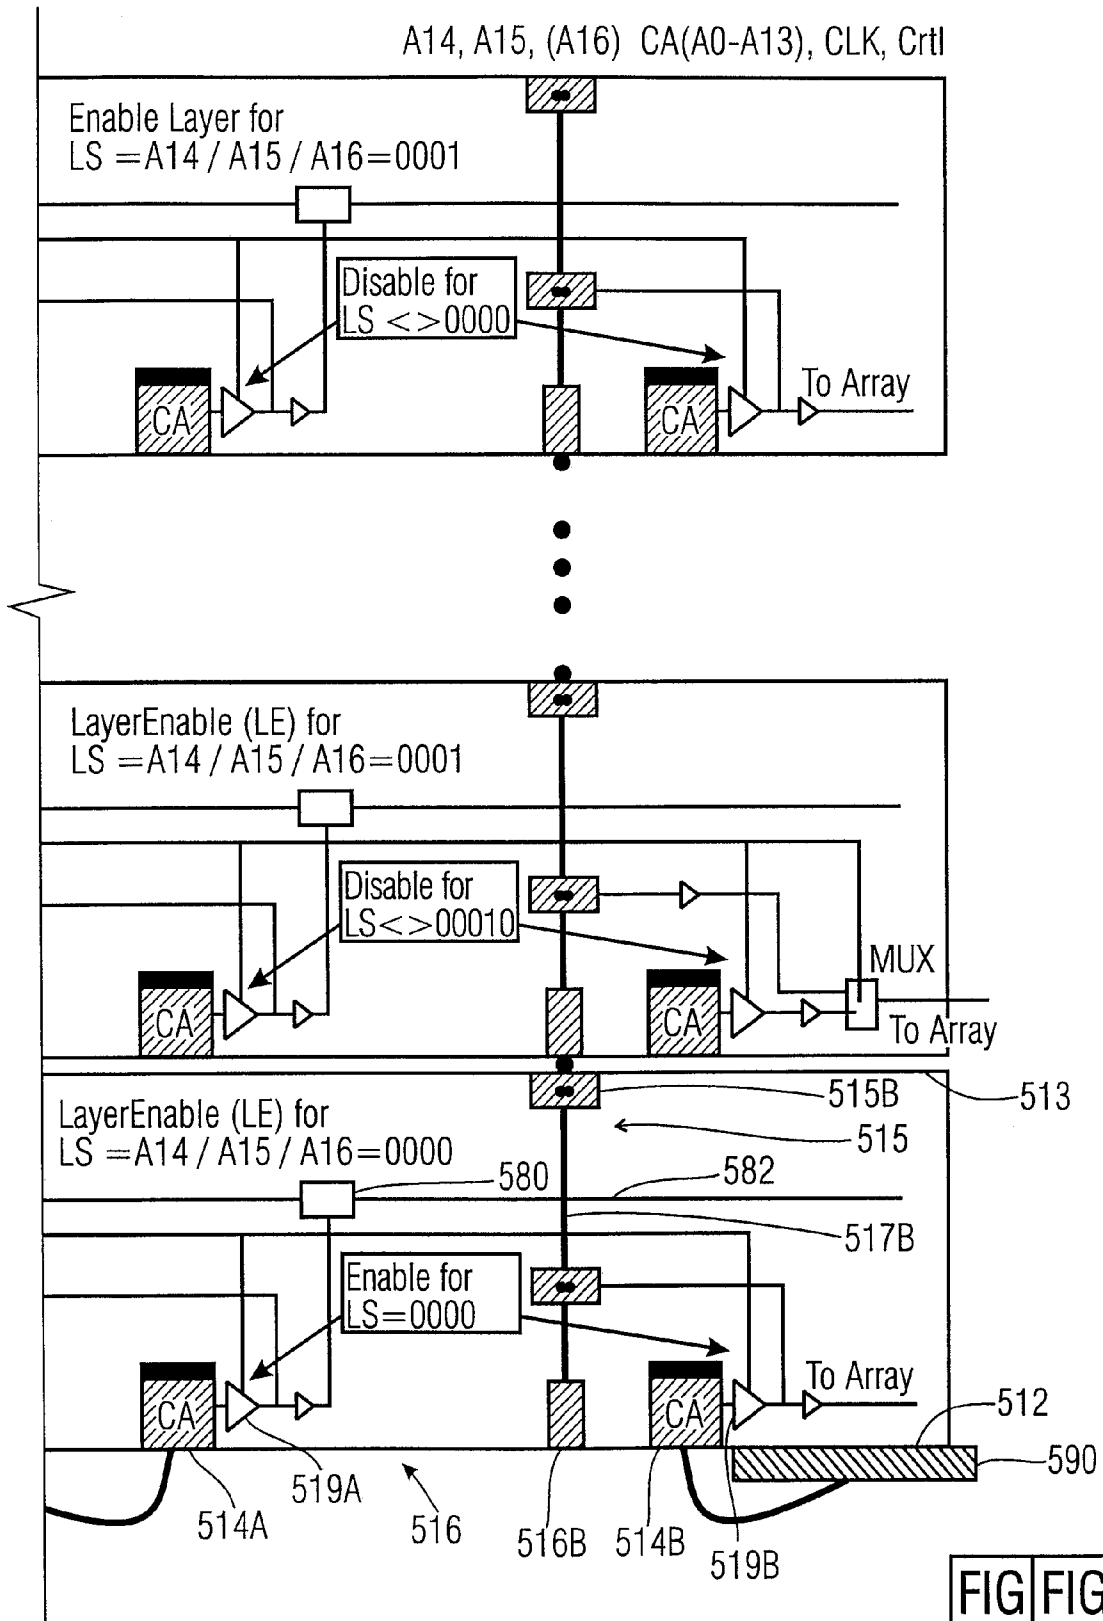 A14, A15, (A16) CA(A0-A13), CLK, Crtl
Enable Layer for
LS =A14 / A15 / A16=0001
Disable for
LS <>0000
CA
CA
To Array
LayerEnable (LE) for
LS =A14 / A15 / A16=0001
Disable for
LS<>00010
MUX
CA
CA
To Array
515B
513
LayerEnable (LE) for
LS =A14 / A15 / A16=0000
515
580
582
517B
Enable for
LS=0000
To Array
CA
CA
512
590
519A
514A
516
516B
514B
519B
FIG FIG